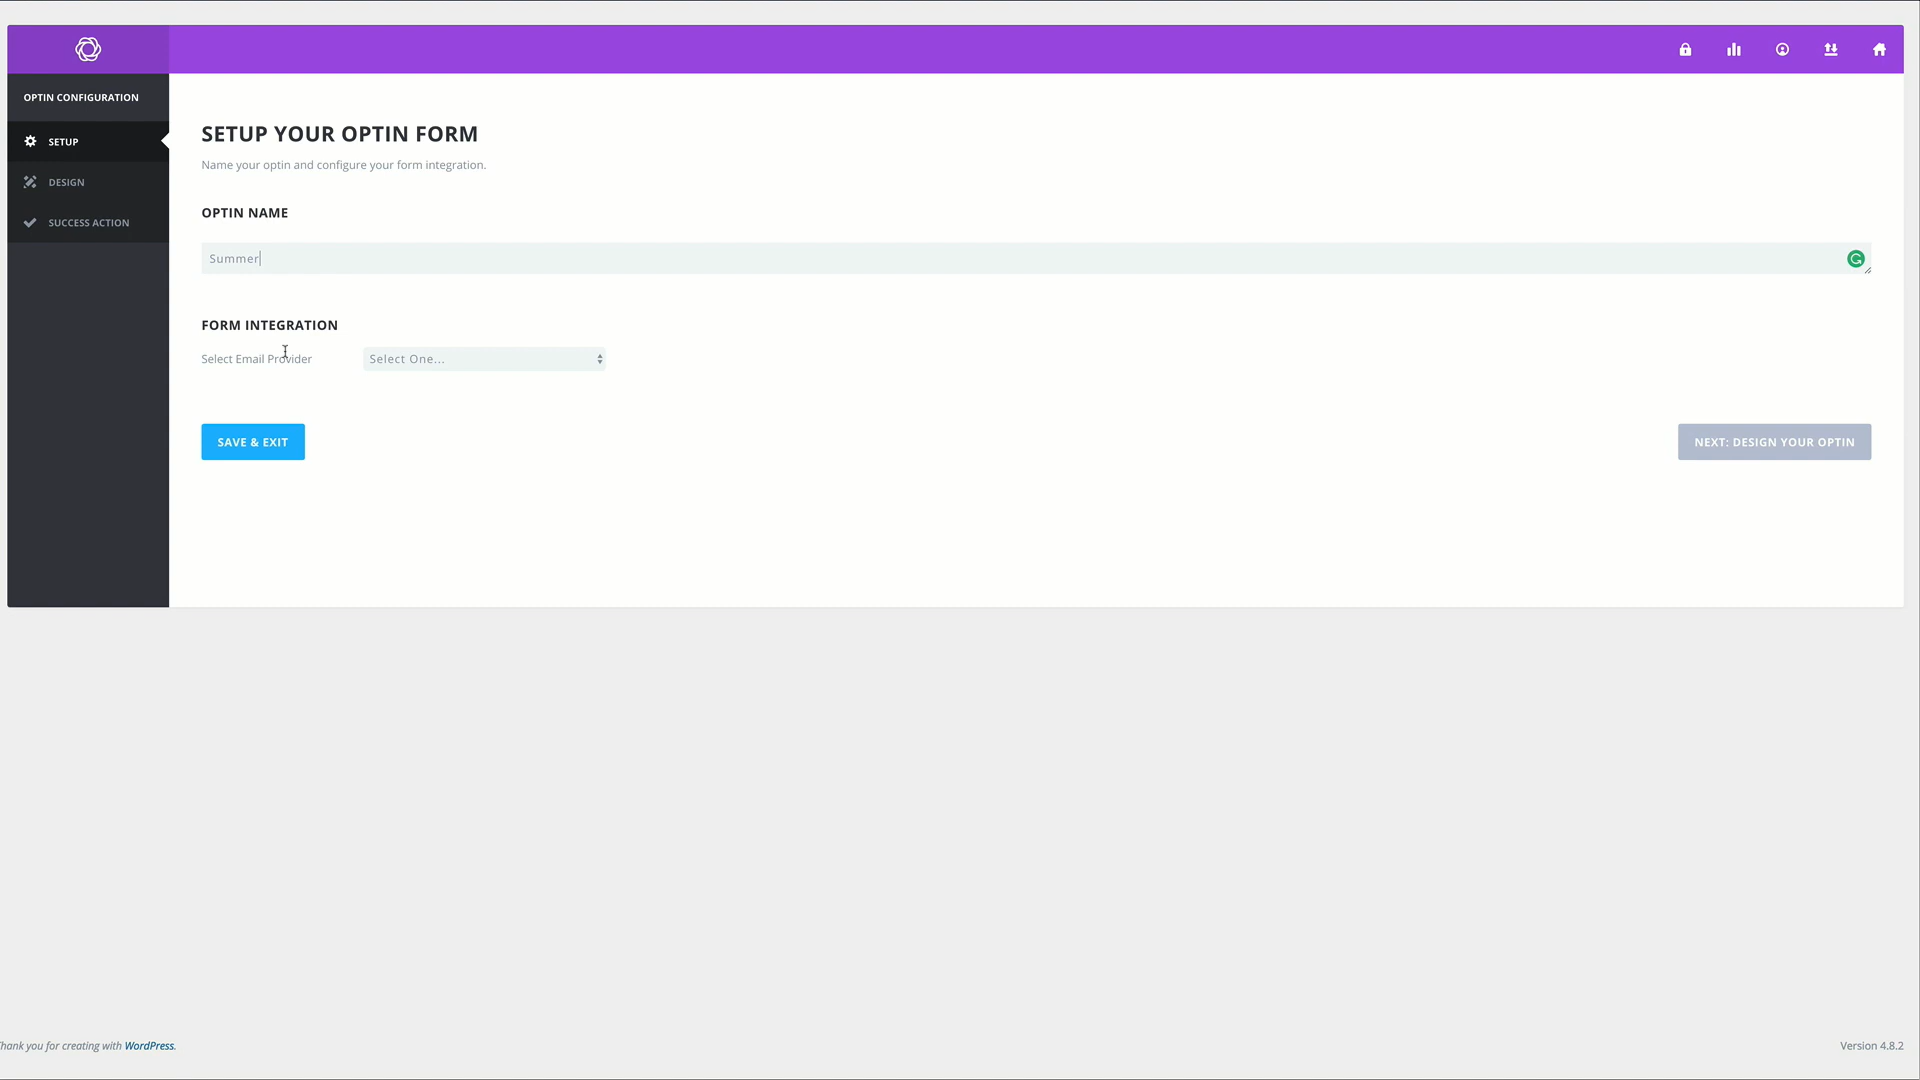 OPTIN CONFIGURATION
SETUP
DESIGN
SUCCESS ACTION
SETUP YOUR OPTIN FORM
Name your optin and configure your form integration.
OPTIN NAME
Summer
FORM INTEGRATION
Select Email Provider
Select One...
SAVE & EXIT
NEXT: DESIGN YOUR OPTIN
hank you for creating with WordPress.
Version 4.8.2